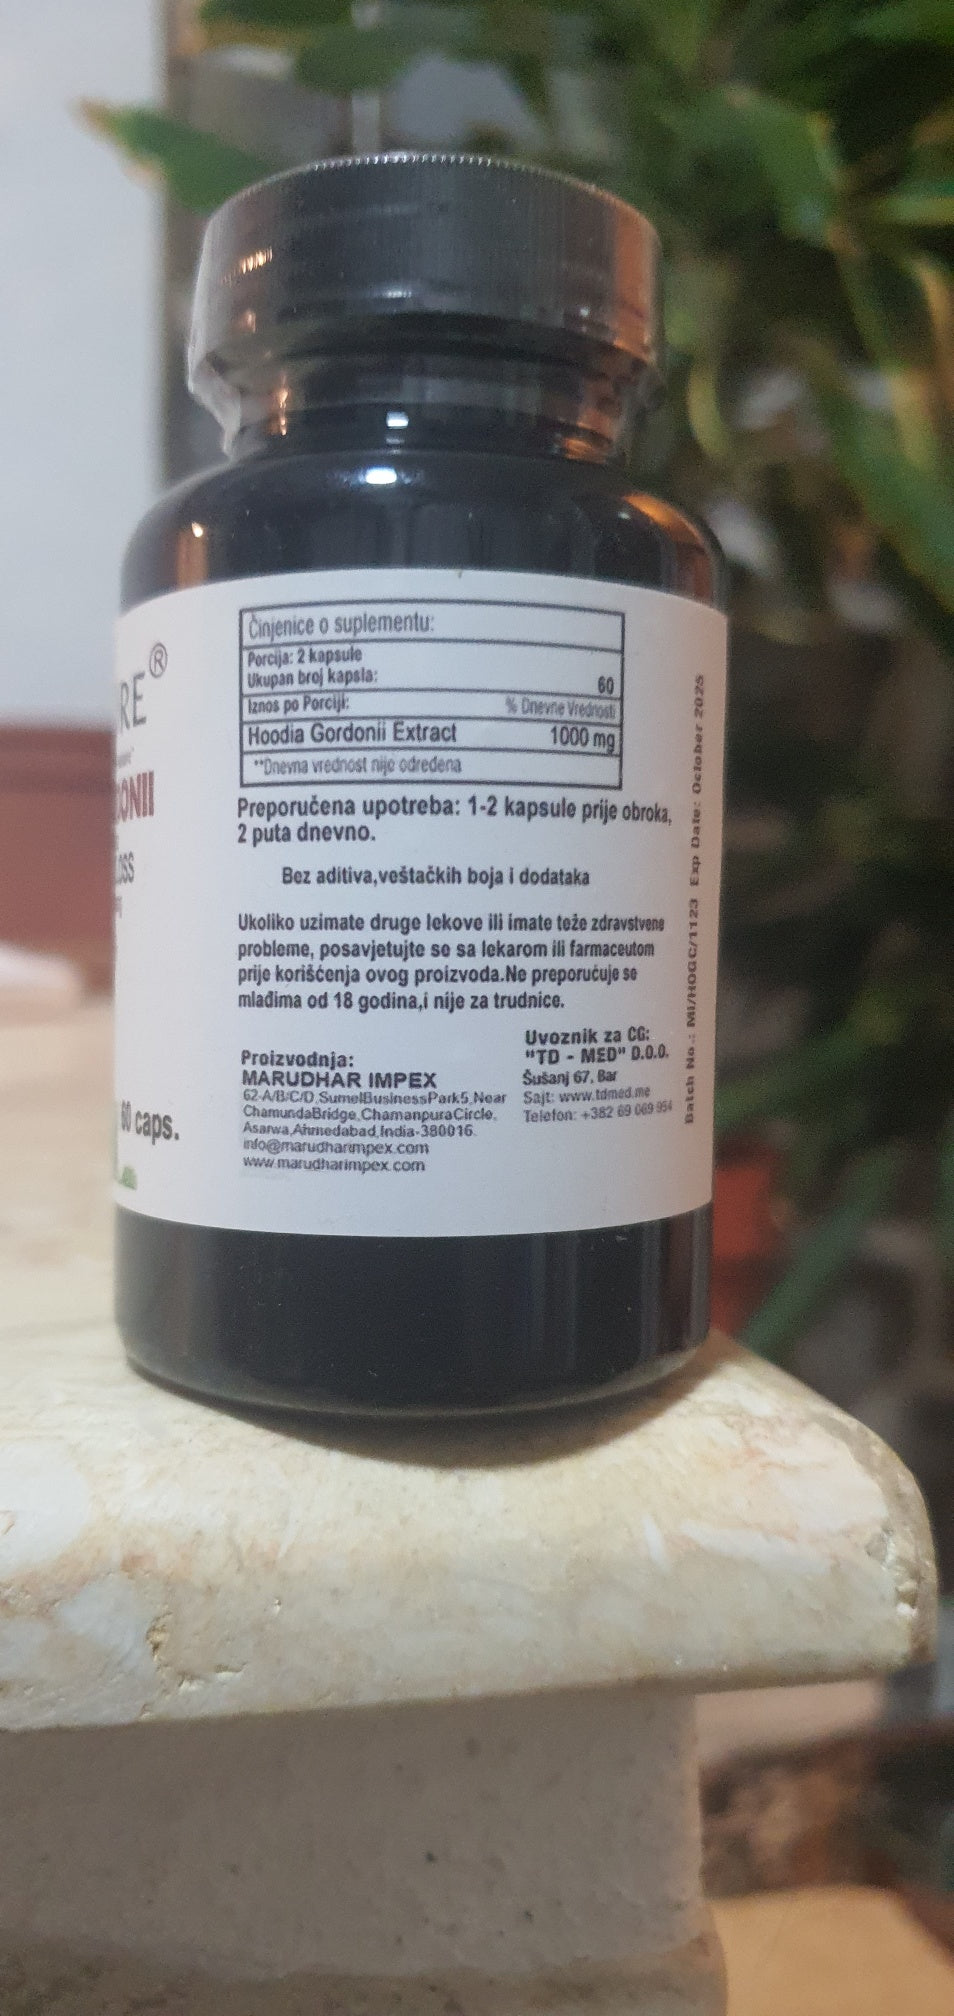 RE®
ONII
OSS
60 caps.
Činjenice o suplementu:
Porcija: 2 kapsule
Ukupan broj kapsla: 60
Iznos po Porciji: % Dnevne Vrednosti
Hoodia Gordonii Extract 1000 mg
**Dnevna vrednost nije određena
Preporučena upotreba: 1-2 kapsule prije obroka,
2 puta dnevno.
Bez aditiva,veštačkih boja i dodataka
Ukoliko uzimate druge lekove ili imate teže zdravstvene
probleme, posavjetujte se sa lekarom ili farmaceutom
prije korišćenja ovog proizvoda.Ne preporučuje se
mlađima od 18 godina,i nije za trudnice.
Proizvodnja:
MARUDHAR IMPEX
62-A/B/C/D,SumelBusinessPark5,Near
ChamundaBridge,ChamanpuraCircle,
Asarwa,Ahmedabad,India-380016.
info@marudharimpex.com
www.marudharimpex.com
Uvoznik za CG:
"TD - MED" D.O.O.
Šušanj 67, Bar
Sajt: www.tdmed.me
Telefon: +382 69 069 954
Batch No .: MI/HOGC/1123 Exp Date: October 2025